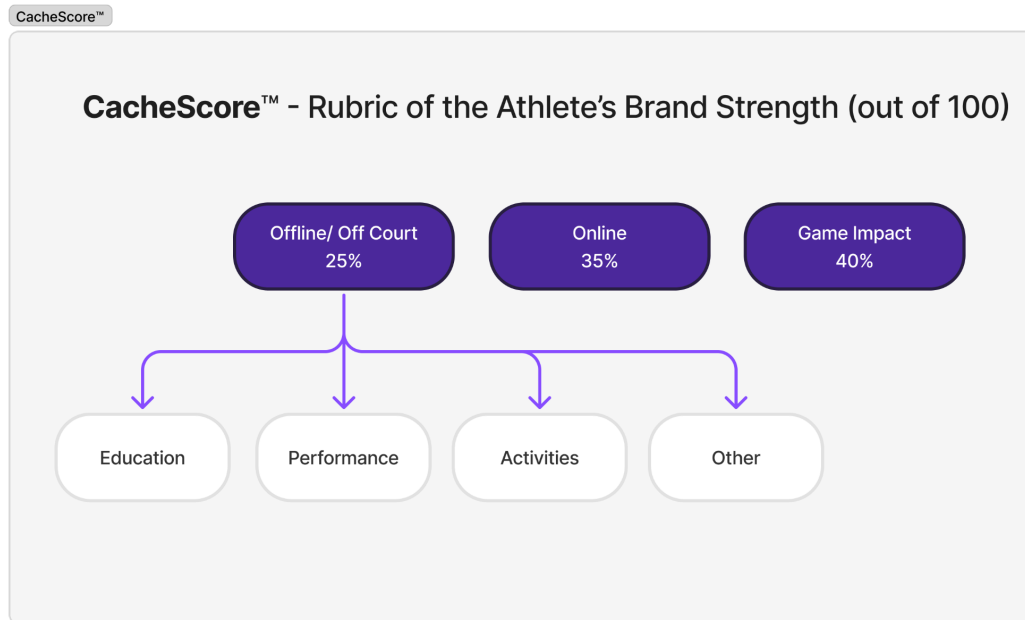 CacheScore™
CacheScore™ - Rubric of the Athlete’s Brand Strength (out of 100)
Offline/ Off Court
25%
Online
35%
Game Impact
40%
Education
Performance
Activities
Other